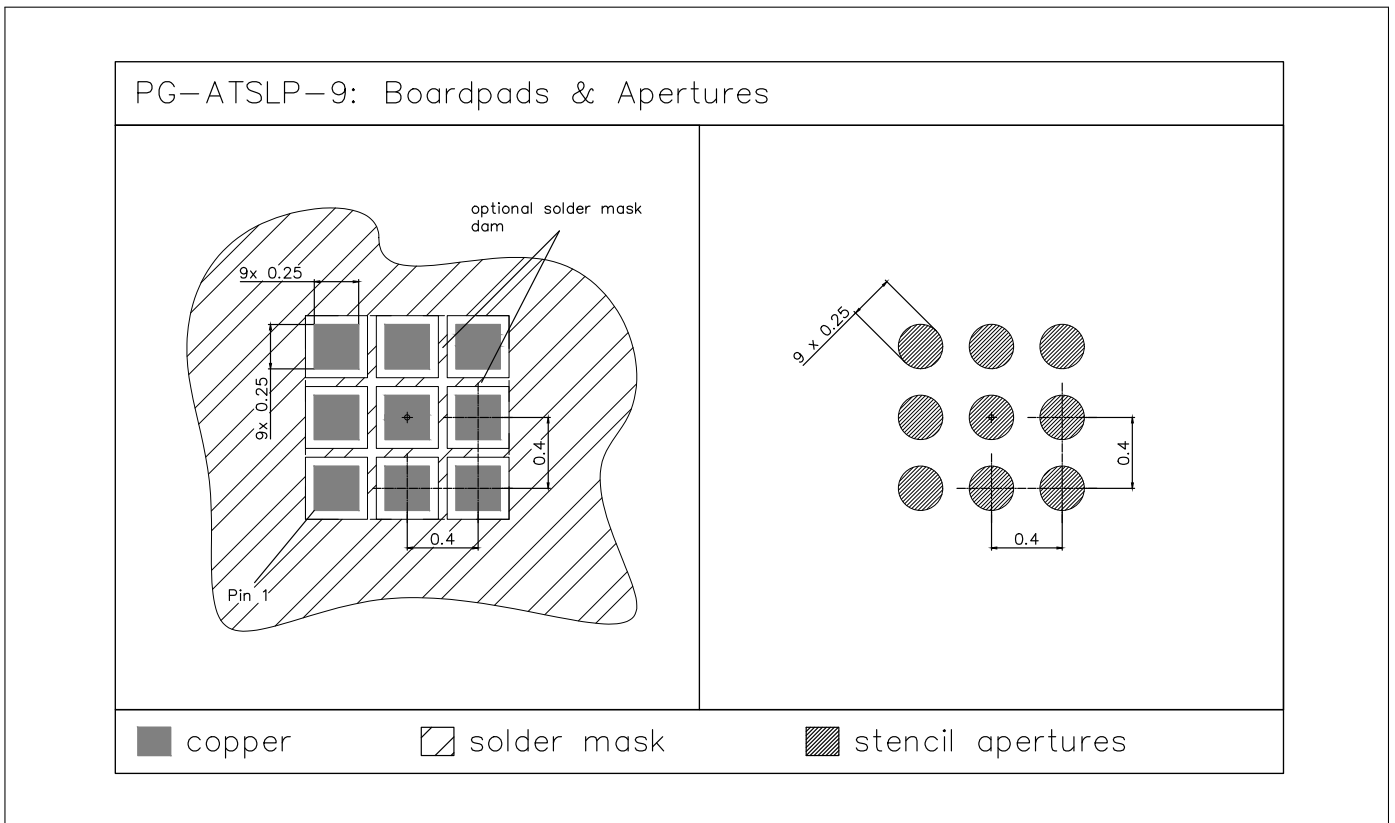 PG-ATSLP-9: Boardpads & Apertures
optional solder mask
dam
9x 0.25
9x 0.25
0.4
0.4
Pin 1
9 x 0.25
0.4
0.4
copper
solder mask
stencil apertures